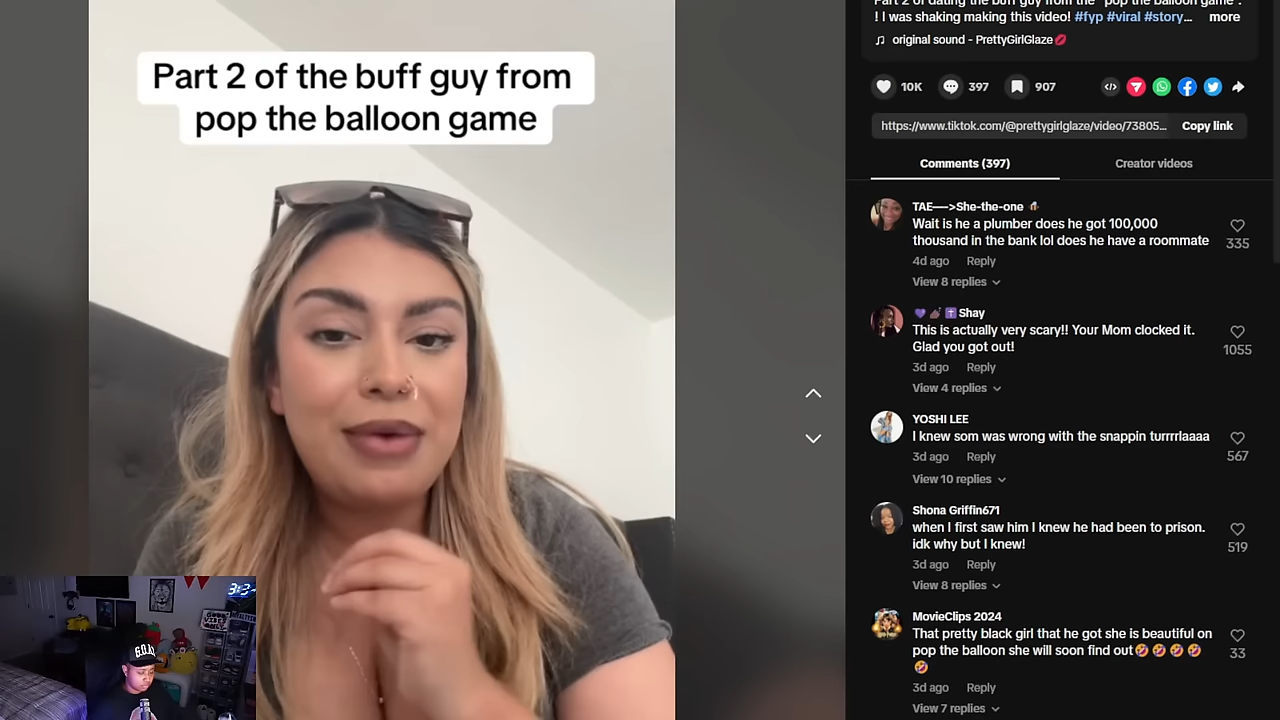 Part 2 of the buff guy from
pop the balloon game
Part 2 of dating the buff guy from the "pop the balloon game".
! I was shaking making this video! #fyp #viral #story... more
original sound - PrettyGirlGlaze💋
10K
397
907
https://www.tiktok.com/@prettygirlglaze/video/73805...
Copy link
Comments (397)
Creator videos
TAE—->She-the-one
Wait is he a plumber does he got 100,000
thousand in the bank lol does he have a roommate
335
4d ago Reply
View 8 replies
Shay
This is actually very scary!! Your Mom clocked it.
Glad you got out!
1055
3d ago Reply
View 4 replies
YOSHI LEE
I knew som was wrong with the snappin turrrrlaaaa
567
3d ago Reply
View 10 replies
Shona Griffin671
when I first saw him I knew he had been to prison.
idk why but I knew!
519
3d ago Reply
View 8 replies
MovieClips 2024
That pretty black girl that he got she is beautiful on
pop the balloon she will soon find out🤣🤣🤣🤣
🤣
33
3d ago Reply
View 7 replies
GOOD
VIBES
ONLY